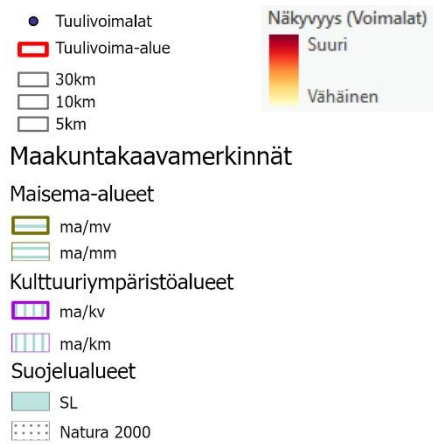 Tuulivoimalat
Tuulivoima-alue
30km
10km
5km
Näkyvyys (Voimalat)
Suuri
Vähäinen
Maakuntakaavamerkinnät
Maisema-alueet
ma/mv
ma/mm
Kulttuuriympäristöalueet
ma/kv
ma/km
Suojelualueet
SL
Natura 2000